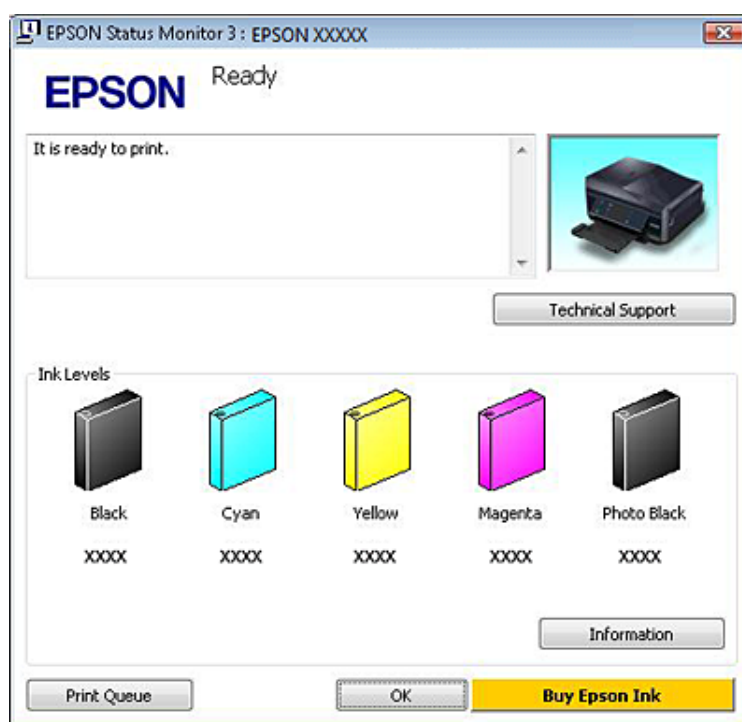 EPSON Status Monitor 3 : EPSON XXXXX
EPSON
Ready
It is ready to print.
Technical Support
Ink Levels
Black Cyan Yellow Magenta Photo Black
XXXX XXXX XXXX XXXX XXXX
Information
Print Queue OK Buy Epson Ink